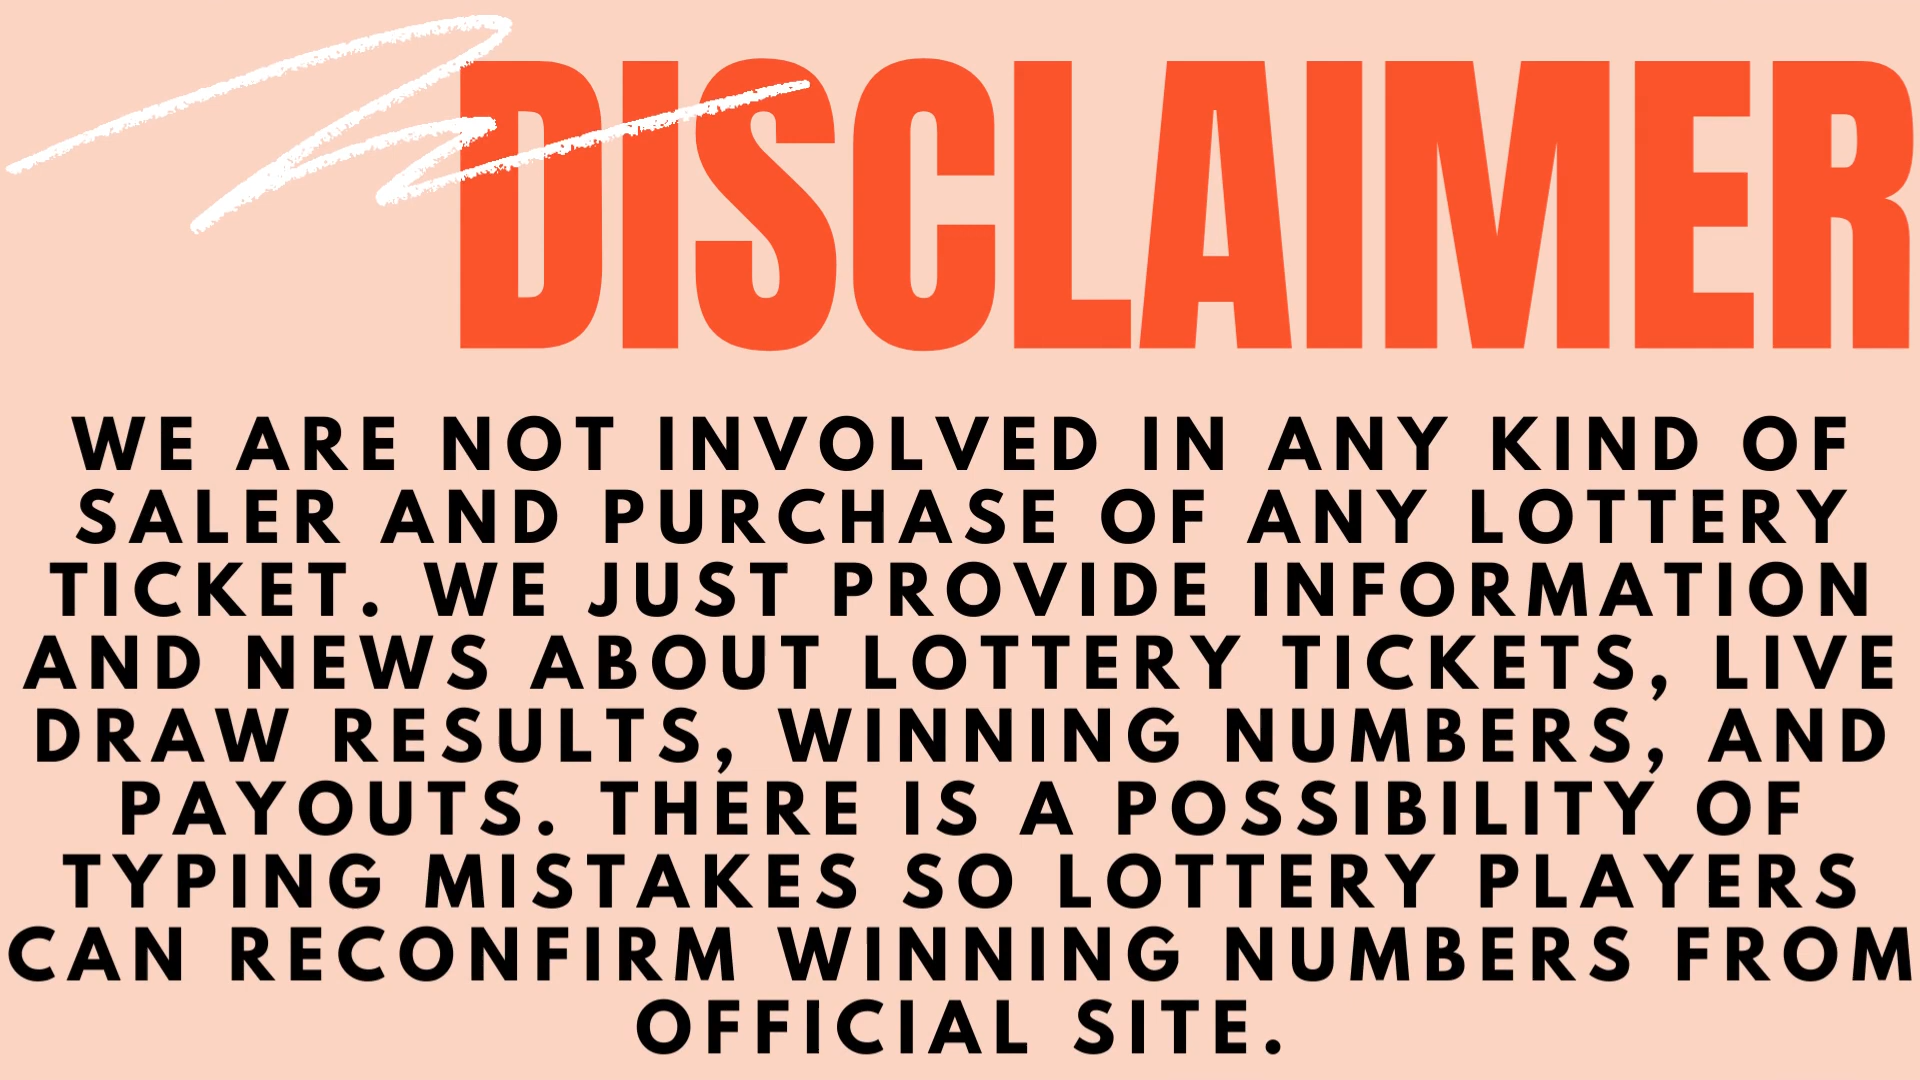 DISCLAIMER
WE ARE NOT INVOLVED IN ANY KIND OF
SALER AND PURCHASE OF ANY LOTTERY
TICKET. WE JUST PROVIDE INFORMATION
AND NEWS ABOUT LOTTERY TICKETS, LIVE
DRAW RESULTS, WINNING NUMBERS, AND
PAYOUTS. THERE IS A POSSIBILITY OF
TYPING MISTAKES SO LOTTERY PLAYERS
CAN RECONFIRM WINNING NUMBERS FROM
OFFICIAL SITE.